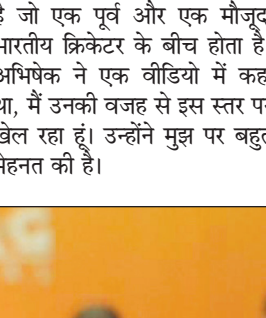 है जो एक पूर्व और एक मौजूद
भारतीय क्रिकेटर के बीच होता है
अभिषेक ने एक वीडियो में कह
था, मैं उनकी वजह से इस स्तर पर
खेल रहा हूं। उन्होंने मुझ पर बहुत
मेहनत की है।